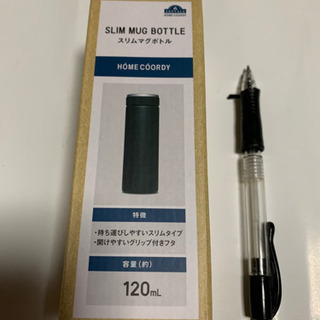 SLIM MUG BOTTLE
スリムマグボトル
HOME COORDY
特徴
・持ち運びしやすいスリムタイプ
・開けやすいグリップ付きフタ
容量（約）
120mL